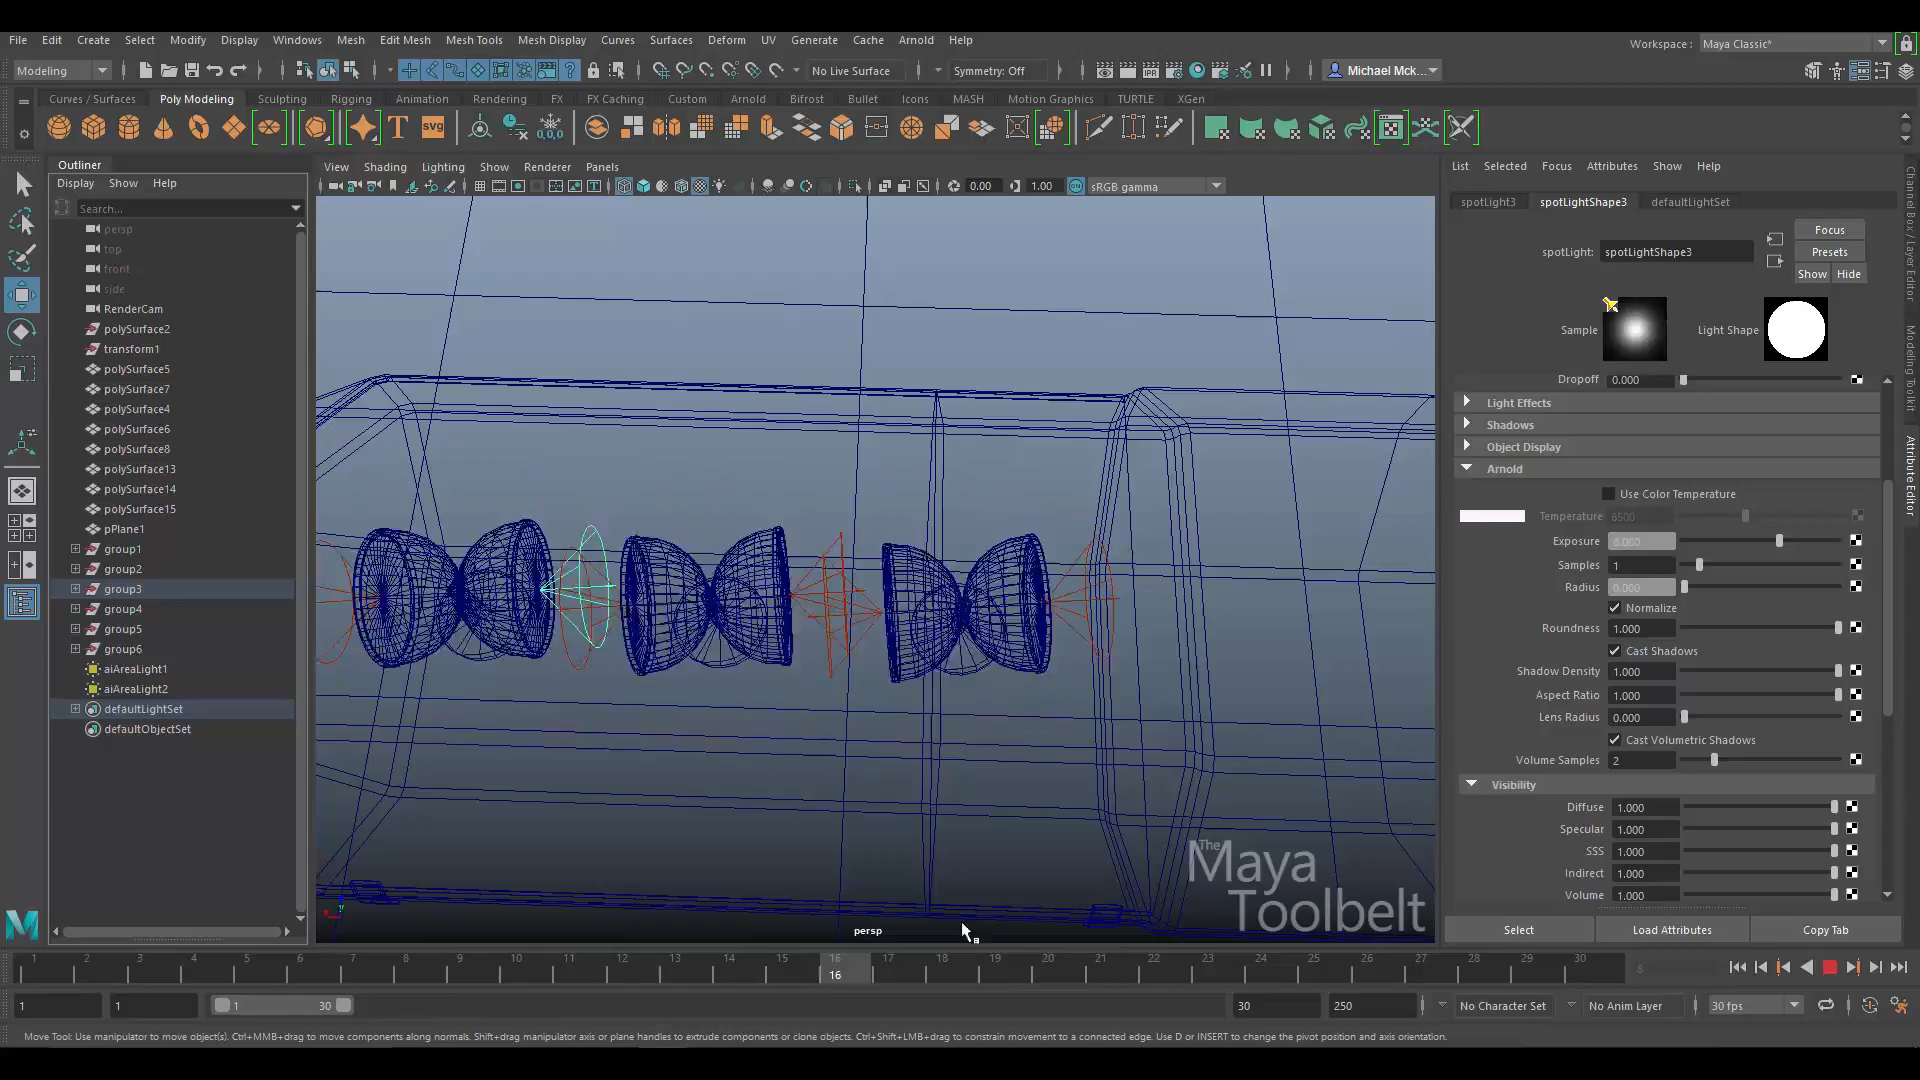 File Edit Create Select Modify Display Windows Mesh Edit Mesh Mesh Tools Mesh Display Curves Surfaces Deform UV Generate Cache Arnold Help
Workspace : Maya Classic*
Modeling No Live Surface Symmetry: Off Michael Mck...
Curves / Surfaces Poly Modeling Sculpting Rigging Animation Rendering FX FX Caching Custom Arnold Bifrost Bullet Icons MASH Motion Graphics TURTLE XGen
T svg 0,0,0
Outliner
Display Show Help
Search...
persp
top
front
side
RenderCam
polySurface2
transform1
polySurface5
polySurface7
polySurface4
polySurface6
polySurface8
polySurface13
polySurface14
polySurface15
pPlane1
group1
group2
group3
group4
group5
group6
aiAreaLight1
aiAreaLight2
defaultLightSet
defaultObjectSet
View Shading Lighting Show Renderer Panels
0.00 1.00 ON sRGB gamma
persp
The
Maya
Toolbelt
List Selected Focus Attributes Show Help
spotLight3 spotLightShape3 defaultLightSet
Focus
spotLight: spotLightShape3 Presets
Show Hide
Sample Light Shape
Dropoff 0.000
Light Effects
Shadows
Object Display
Arnold
Use Color Temperature
Temperature 6500
Exposure 8.000
Samples 1
Radius 0.000
Normalize
Roundness 1.000
Cast Shadows
Shadow Density 1.000
Aspect Ratio 1.000
Lens Radius 0.000
Cast Volumetric Shadows
Volume Samples 2
Visibility
Diffuse 1.000
Specular 1.000
SSS 1.000
Indirect 1.000
Volume 1.000
Select Load Attributes Copy Tab
Channel Box / Layer Editor
Modeling Toolkit
Attribute Editor
1 2 3 4 5 6 7 8 9 10 11 12 13 14 15 16 17 18 19 20 21 22 23 24 25 26 27 28 29 30
16 8
1 1 1 30 30 250 No Character Set No Anim Layer 30 fps
Move Tool: Use manipulator to move object(s). Ctrl+MMB+drag to move components along normals. Shift+drag manipulator axis or plane handles to extrude components or clone objects. Ctrl+Shift+LMB+drag to constrain movement to a connected edge. Use D or INSERT to change the pivot position and axis orientation.